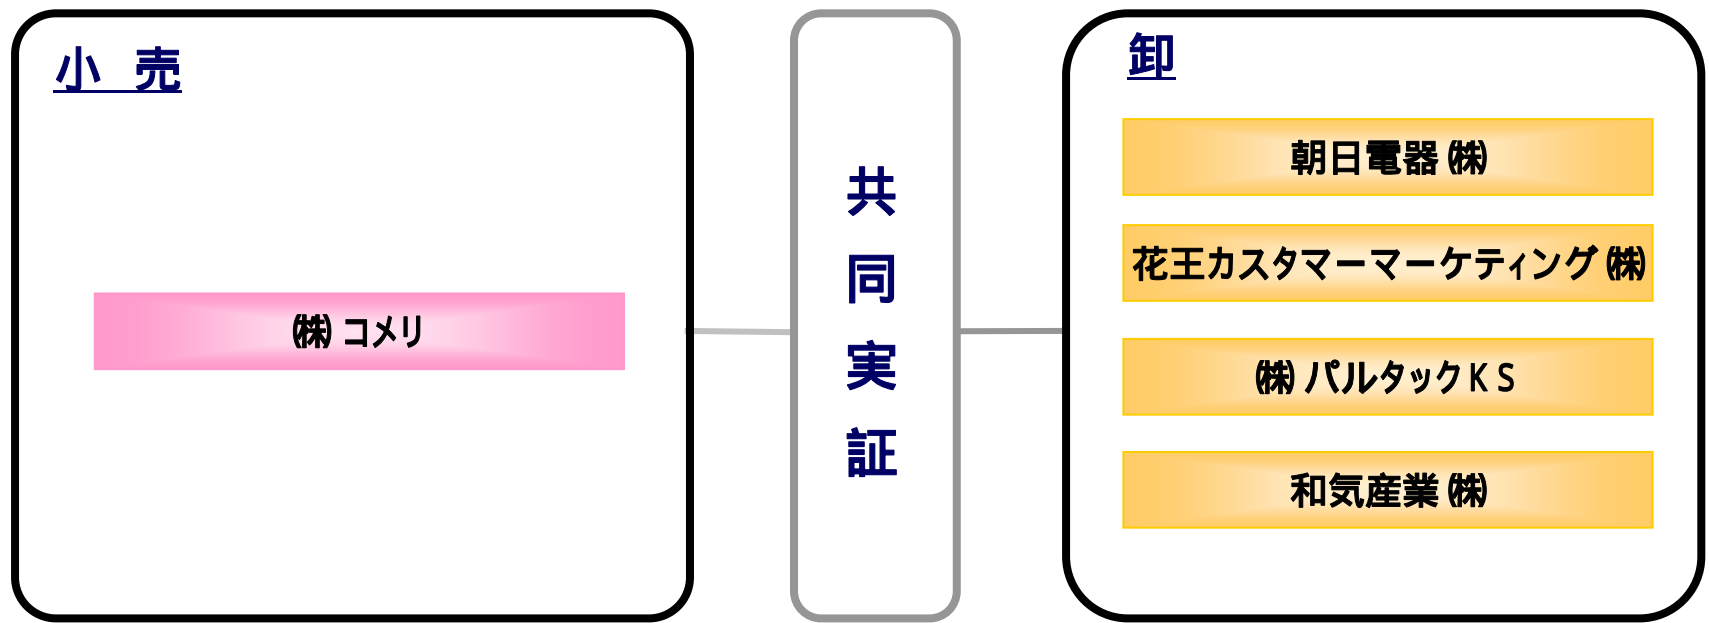 小 売
㈱ コメリ
共
同
実
証
卸
朝日電器㈱
花王カスタマーマーケティング㈱
㈱パルタックＫＳ
和気産業㈱